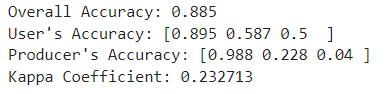 Overall Accuracy: 0.885
User's Accuracy: [0.895 0.587 0.5  ]
Producer's Accuracy: [0.988 0.228 0.04 ]
Kappa Coefficient: 0.232713